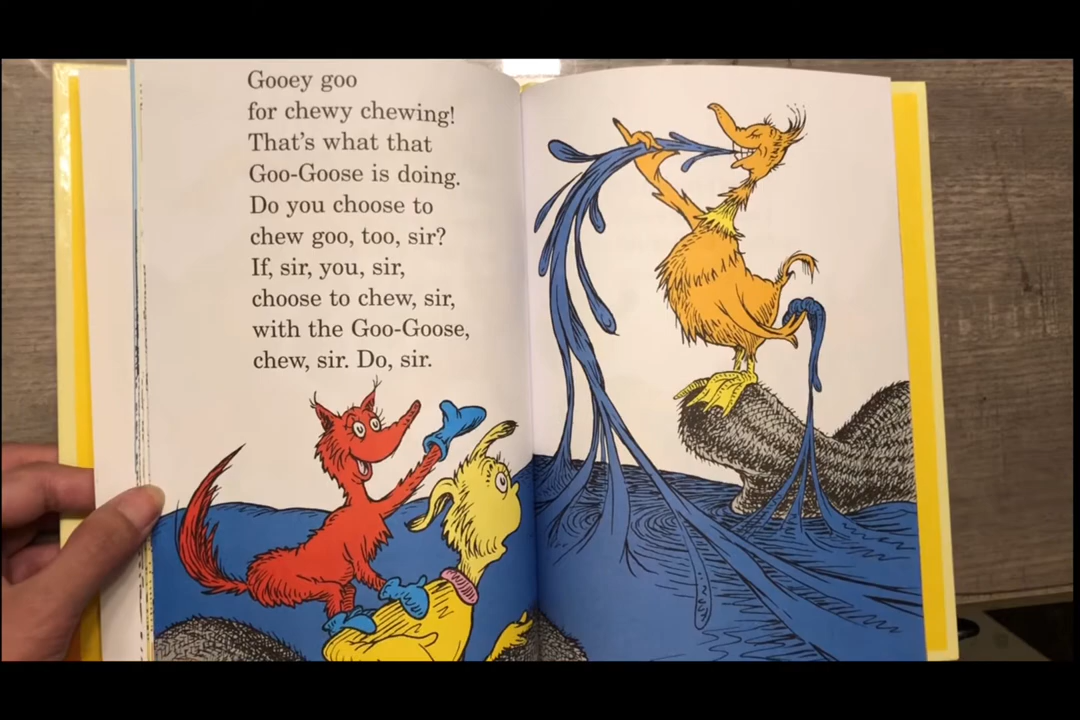 Gooey goo
for chewy chewing!
That's what that
Goo-Goose is doing.
Do you choose to
chew goo, too, sir?
If, sir, you, sir,
choose to chew, sir,
with the Goo-Goose,
chew, sir. Do, sir.